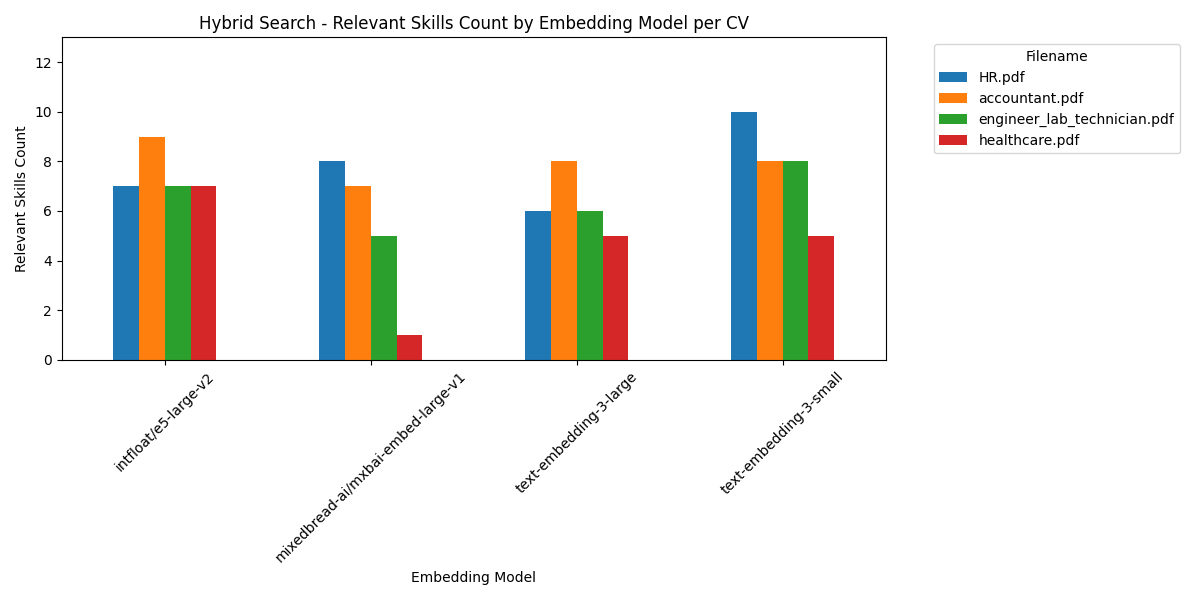 Hybrid Search - Relevant Skills Count by Embedding Model per CV
Relevant Skills Count
12
10
8
6
4
2
0
intfloat/e5-large-v2
mixedbread-ai/mxbai-embed-large-v1
text-embedding-3-large
text-embedding-3-small
Embedding Model
Filename
HR.pdf
accountant.pdf
engineer_lab_technician.pdf
healthcare.pdf